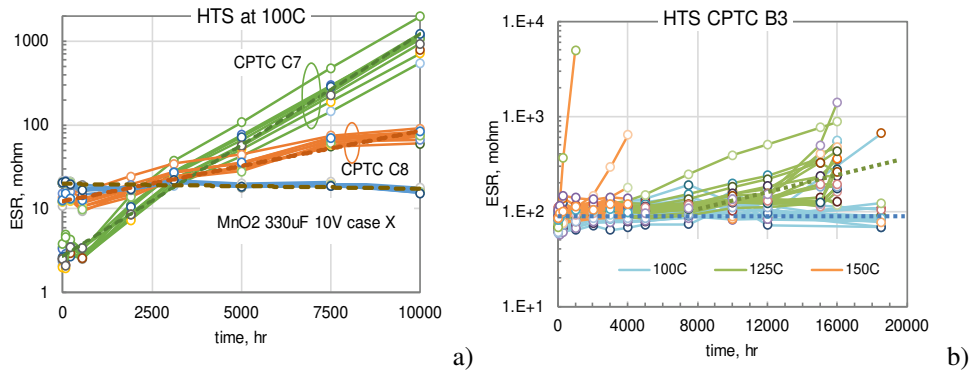 HTS at 100C
ESR, mohm
1000
100
10
1
CPTC C7
CPTC C8
MnO2 330uF 10V case X
0 2500 5000 7500 10000
time, hr
a)
HTS CPTC B3
ESR, mohm
1.E+4
1.E+3
1.E+2
1.E+1
100C 125C 150C
0 4000 8000 12000 16000 20000
time, hr
b)